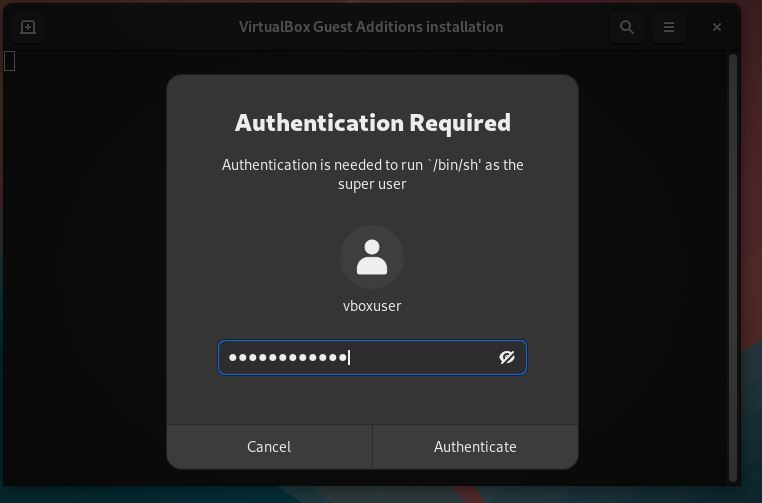 VirtualBox Guest Additions installation
Authentication Required
Authentication is needed to run `/bin/sh' as the
super user
vboxuser
●●●●●●●●●●●●
Cancel Authenticate